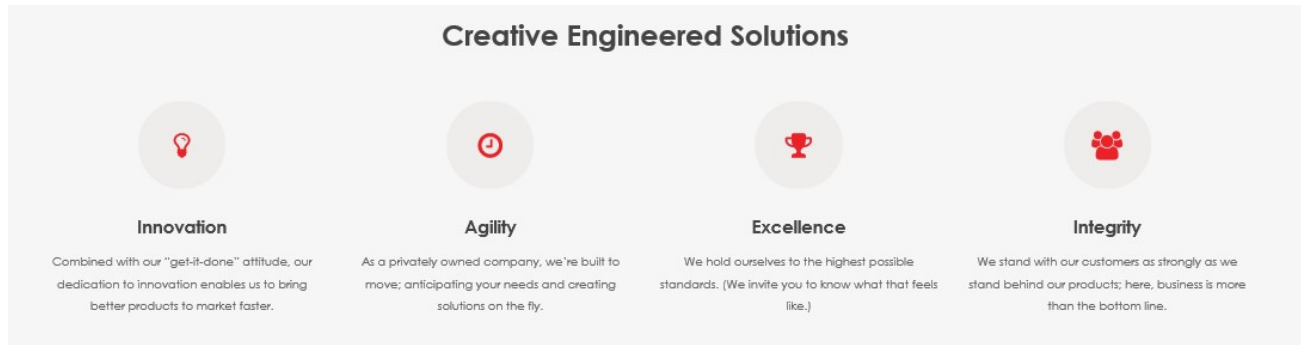 Creative Engineered Solutions
Innovation
Combined with our "get-it-done" attitude, our
dedication to innovation enables us to bring
better products to market faster.
Agility
As a privately owned company, we're built to
move; anticipating your needs and creating
solutions on the fly.
Excellence
We hold ourselves to the highest possible
standards. (We invite you to know what that feels
like.)
Integrity
We stand with our customers as strongly as we
stand behind our products; here, business is more
than the bottom line.